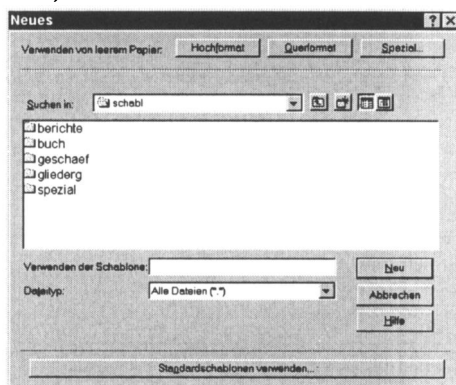 Neues
Verwenden von leerem Papier: Hochformat Querformat Spezial...
Suchen in: schabl
berichte
buch
geschaef
gliederg
spezial
Verwenden der Schablone: Neu
Dateityp: Alle Dateien (*.*) Abbrechen
Hilfe
Standardschablonen verwenden...